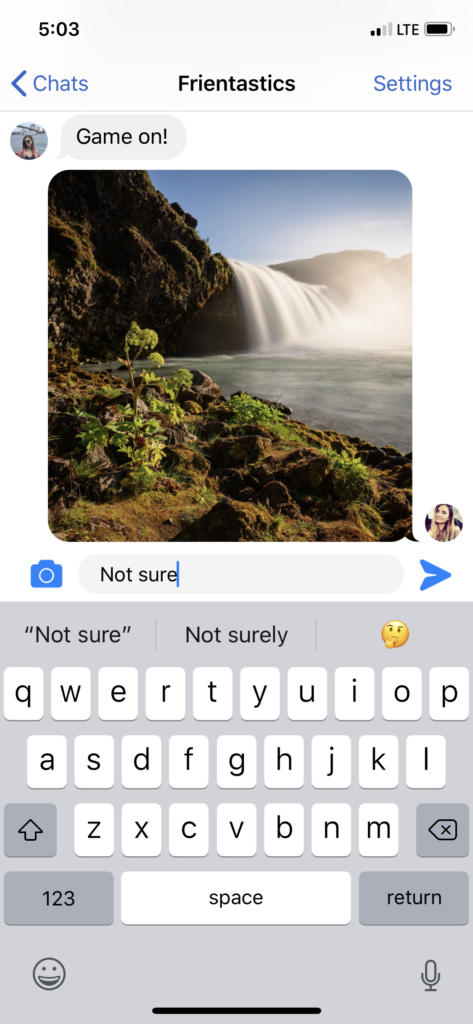 5:03 LTE
Chats Frientastics Settings
Game on!
Not sure
“Not sure” Not surely
q w e r t y u i o p
a s d f g h j k l
z x c v b n m
123 space return